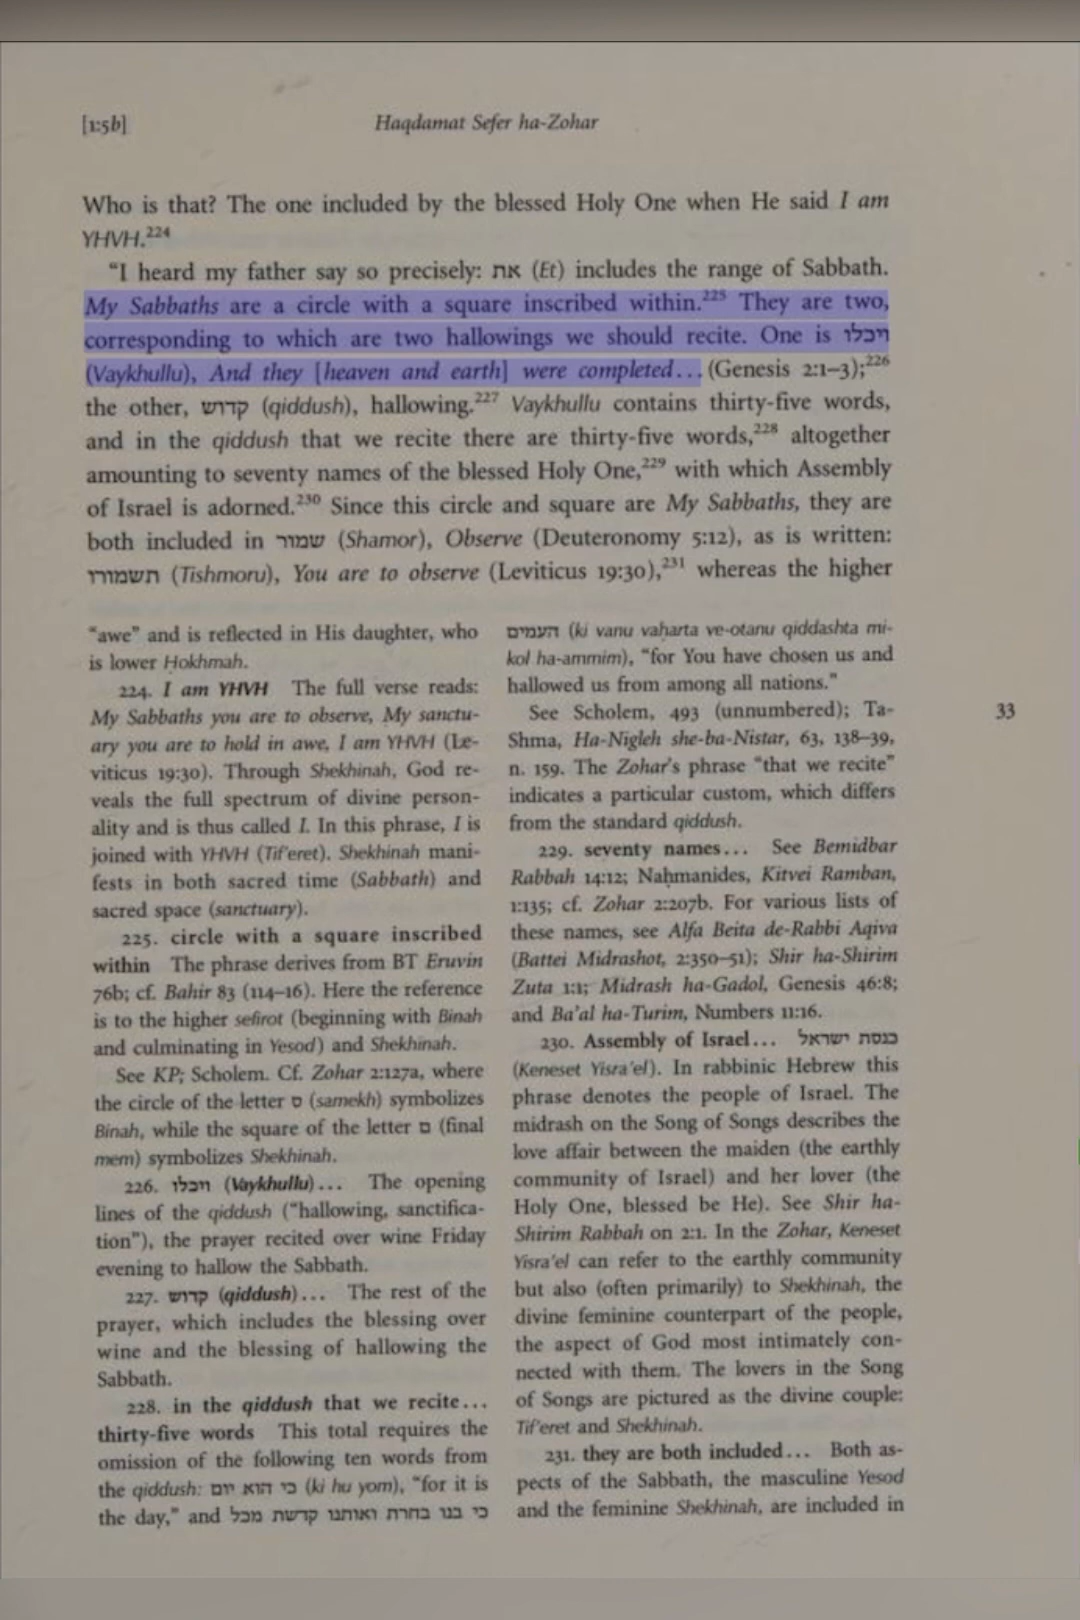 [1:5b]
Haqdamat Sefer ha-Zohar
Who is that? The one included by the blessed Holy One when He said I am
YHVH.224
“I heard my father say so precisely: את (Et) includes the range of Sabbath.
My Sabbaths are a circle with a square inscribed within.225 They are two,
corresponding to which are two hallowings we should recite. One is ויכלו
(Vaykhullu), And they [heaven and earth] were completed… (Genesis 2:1–3);226
the other, קדוש (qiddush), hallowing.227 Vaykhullu contains thirty-five words,
and in the qiddush that we recite there are thirty-five words,228 altogether
amounting to seventy names of the blessed Holy One,229 with which Assembly
of Israel is adorned.230 Since this circle and square are My Sabbaths, they are
both included in שמור (Shamor), Observe (Deuteronomy 5:12), as is written:
תשמורו (Tishmoru), You are to observe (Leviticus 19:30),231 whereas the higher
“awe” and is reflected in His daughter, who
is lower Ḥokhmah.
224. I am YHVH The full verse reads:
My Sabbaths you are to observe, My sanctu-
ary you are to hold in awe, I am YHVH (Le-
viticus 19:30). Through Shekhinah, God re-
veals the full spectrum of divine person-
ality and is thus called I. In this phrase, I is
joined with YHVH (Tif'eret). Shekhinah mani-
fests in both sacred time (Sabbath) and
sacred space (sanctuary).
225. circle with a square inscribed
within The phrase derives from BT Eruvin
76b; cf. Bahir 83 (114–16). Here the reference
is to the higher sefirot (beginning with Binah
and culminating in Yesod) and Shekhinah.
See KP; Scholem. Cf. Zohar 2:127a, where
the circle of the letter ס (samekh) symbolizes
Binah, while the square of the letter ם (final
mem) symbolizes Shekhinah.
226. ויכלו (Vaykhullu)… The opening
lines of the qiddush (“hallowing, sanctifica-
tion”), the prayer recited over wine Friday
evening to hallow the Sabbath.
227. קדוש (qiddush)… The rest of the
prayer, which includes the blessing over
wine and the blessing of hallowing the
Sabbath.
228. in the qiddush that we recite…
thirty-five words This total requires the
omission of the following ten words from
the qiddush: כי הוא יום (ki hu yom), “for it is
the day,” and כי בנו בחרת ואותנו קדשת מכל
העמים (ki vanu vaḥarta ve-otanu qiddashta mi-
kol ha-ammim), “for You have chosen us and
hallowed us from among all nations.”
See Scholem, 493 (unnumbered); Ta-
Shma, Ha-Nigleh she-ba-Nistar, 63, 138–39,
n. 159. The Zohar's phrase “that we recite”
indicates a particular custom, which differs
from the standard qiddush.
229. seventy names… See Bemidbar
Rabbah 14:12; Naḥmanides, Kitvei Ramban,
1:135; cf. Zohar 2:207b. For various lists of
these names, see Alfa Beita de-Rabbi Aqiva
(Battei Midrashot, 2:350–51); Shir ha-Shirim
Zuta 1:1; Midrash ha-Gadol, Genesis 46:8;
and Ba'al ha-Turim, Numbers 11:16.
230. Assembly of Israel… כנסת ישראל
(Keneset Yisra'el). In rabbinic Hebrew this
phrase denotes the people of Israel. The
midrash on the Song of Songs describes the
love affair between the maiden (the earthly
community of Israel) and her lover (the
Holy One, blessed be He). See Shir ha-
Shirim Rabbah on 2:1. In the Zohar, Keneset
Yisra'el can refer to the earthly community
but also (often primarily) to Shekhinah, the
divine feminine counterpart of the people,
the aspect of God most intimately con-
nected with them. The lovers in the Song
of Songs are pictured as the divine couple:
Tif'eret and Shekhinah.
231. they are both included… Both as-
pects of the Sabbath, the masculine Yesod
and the feminine Shekhinah, are included in
33